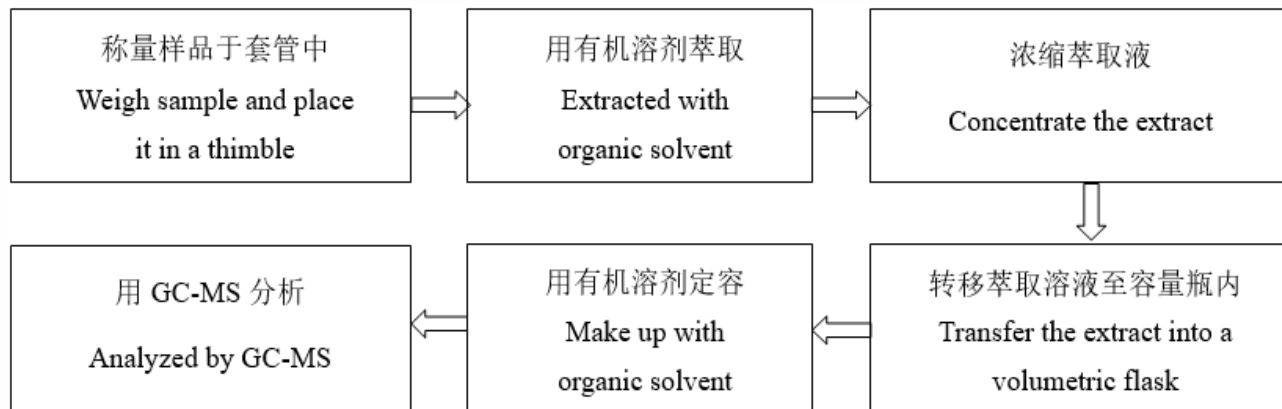 称量样品于套管中
Weigh sample and place
it in a thimble
用有机溶剂萃取
Extracted with
organic solvent
浓缩萃取液
Concentrate the extract
转移萃取溶液至容量瓶内
Transfer the extract into a
volumetric flask
用有机溶剂定容
Make up with
organic solvent
用 GC-MS 分析
Analyzed by GC-MS